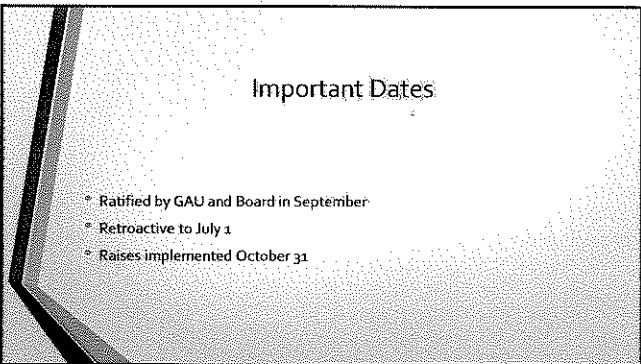 Important Dates
Ratified by GAU and Board in September
Retroactive to July 1
Raises implemented October 31